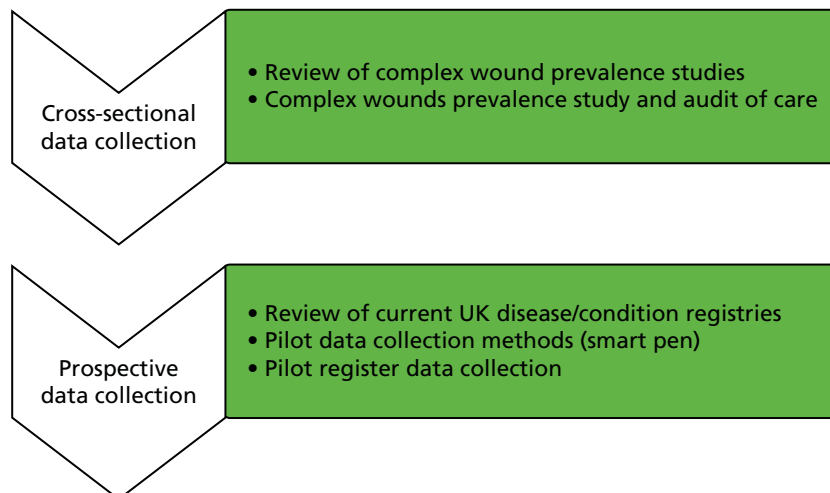 Cross-sectional
data collection
• Review of complex wound prevalence studies
• Complex wounds prevalence study and audit of care
Prospective
data collection
• Review of current UK disease/condition registries
• Pilot data collection methods (smart pen)
• Pilot register data collection